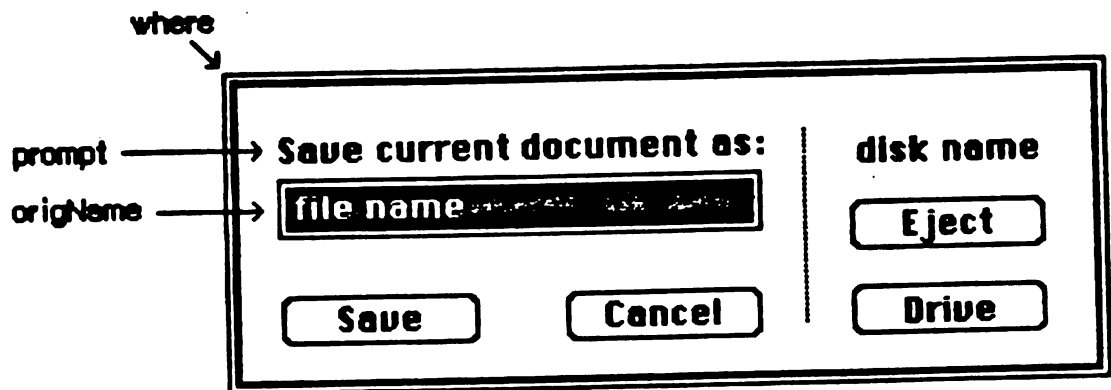 where
prompt
Save current document as:
disk name
origName
file name
Eject
Save
Cancel
Drive